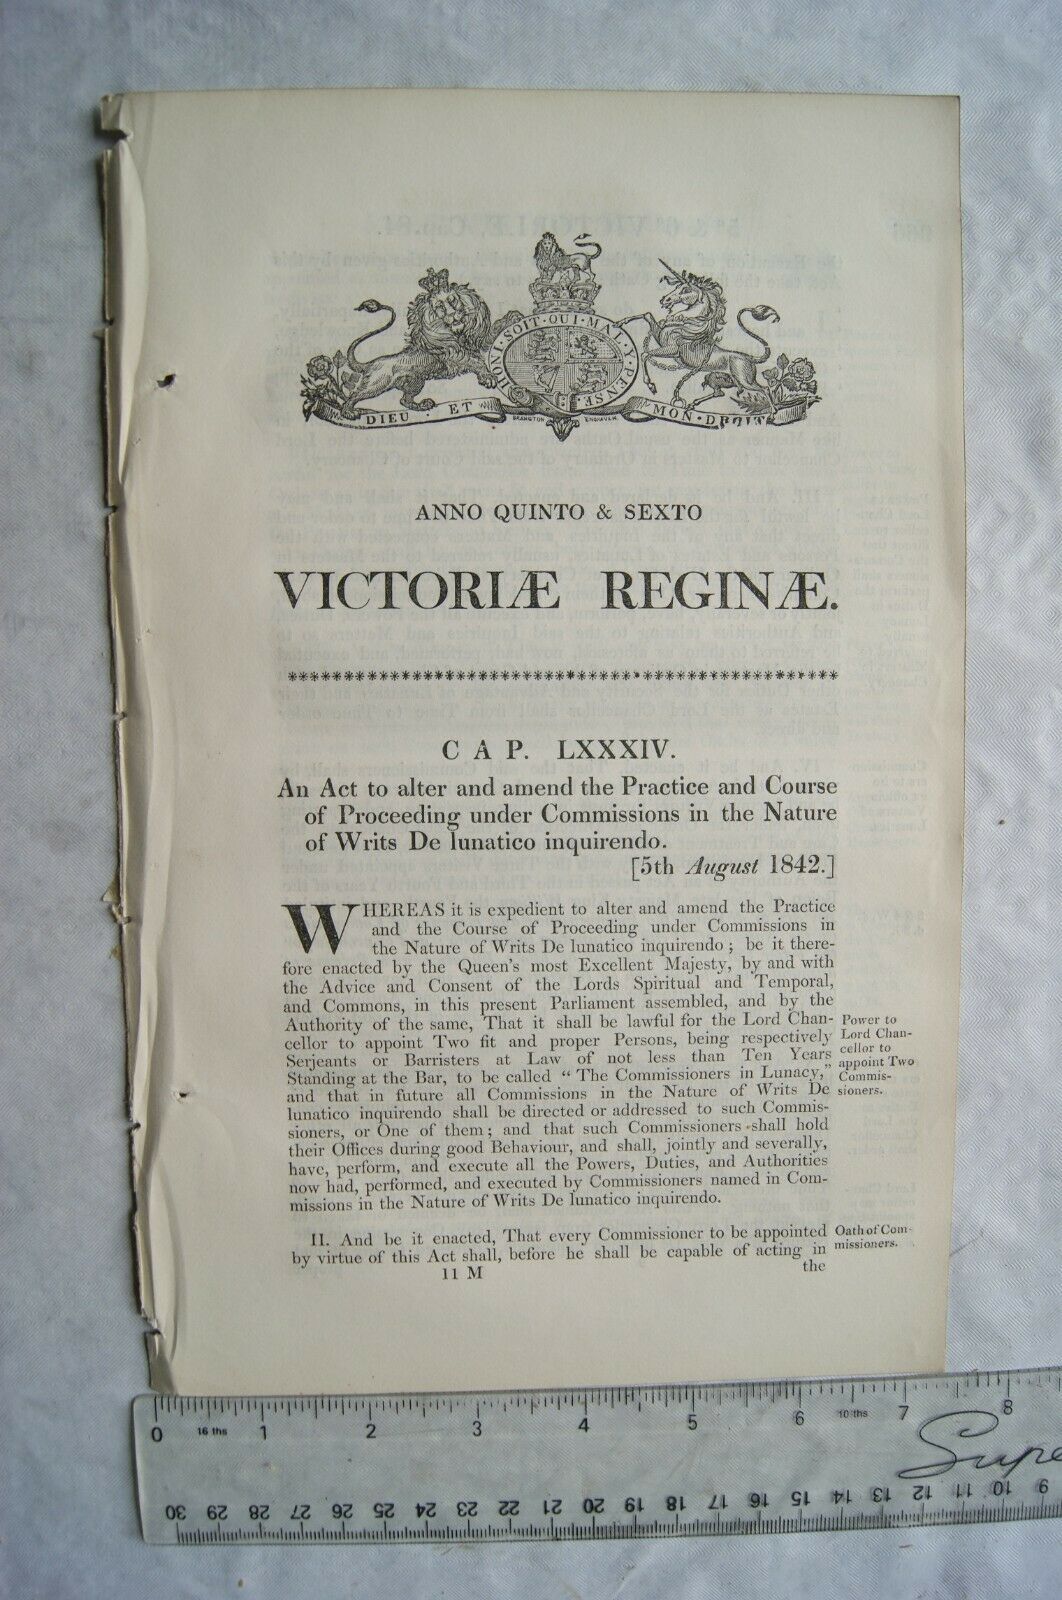 HONI · SOIT · QUI · MAL · Y · PENSE
DIEU · ET
MON · DROIT
BRANSTON ENGRAVER
ANNO QUINTO & SEXTO
VICTORIÆ REGINÆ.
***************************************************
CAP. LXXXIV.
An Act to alter and amend the Practice and Course
of Proceeding under Commissions in the Nature
of Writs De lunatico inquirendo.
[5th August 1842.]
WHEREAS it is expedient to alter and amend the Practice
and the Course of Proceeding under Commissions in
the Nature of Writs De lunatico inquirendo; be it there-
fore enacted by the Queen's most Excellent Majesty, by and with
the Advice and Consent of the Lords Spiritual and Temporal,
and Commons, in this present Parliament assembled, and by the
Authority of the same, That it shall be lawful for the Lord Chan-
cellor to appoint Two fit and proper Persons, being respectively
Serjeants or Barristers at Law of not less than Ten Years
Standing at the Bar, to be called "The Commissioners in Lunacy,"
and that in future all Commissions in the Nature of Writs De
lunatico inquirendo shall be directed or addressed to such Commis-
sioners, or One of them; and that such Commissioners shall hold
their Offices during good Behaviour, and shall, jointly and severally,
have, perform, and execute all the Powers, Duties, and Authorities
now had, performed, and executed by Commissioners named in Com-
missions in the Nature of Writs De lunatico inquirendo.
Power to
Lord Chan-
cellor to
appoint Two
Commis-
sioners.
II. And be it enacted, That every Commissioner to be appointed
by virtue of this Act shall, before he shall be capable of acting in
Oath of Com-
missioners.
11 M
the
0 16 ths 1 2 3 4 5 6 10 ths 7 8
Supe
30 29 28 27 26 25 24 23 22 21 20 19 18 17 16 15 14 13 12 11 10 9